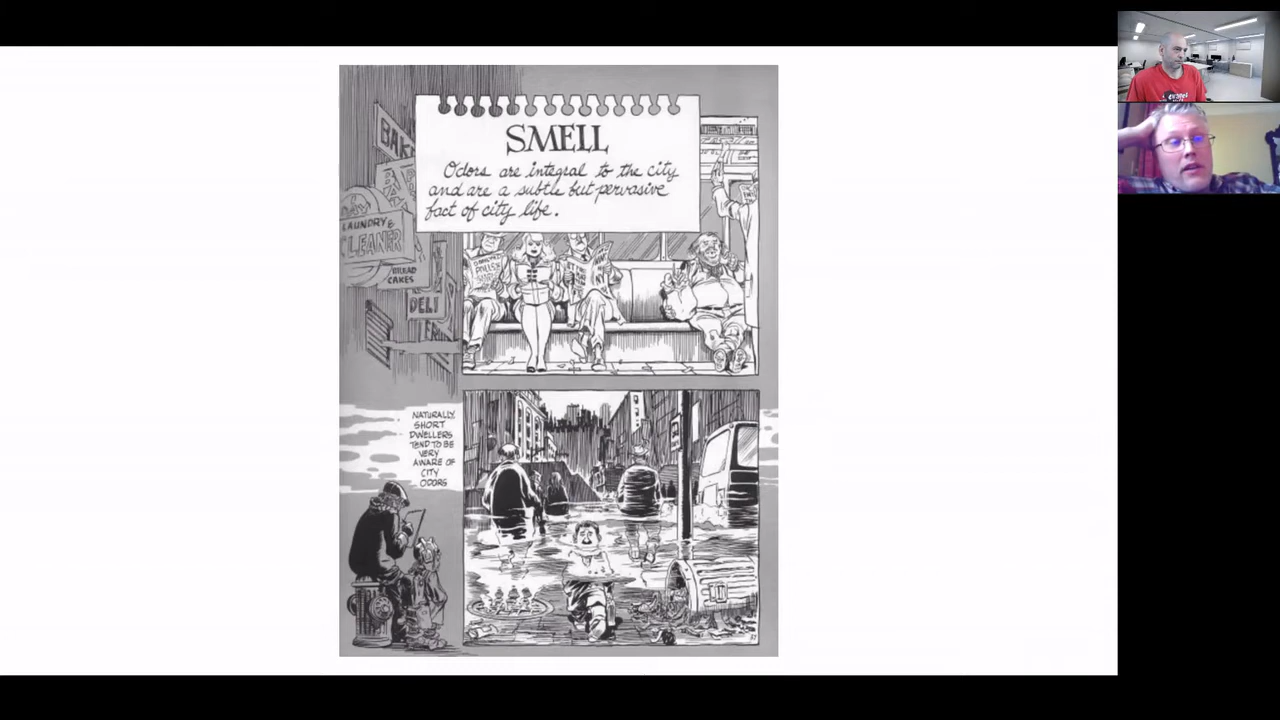 SMELL
Odors are integral to the city
and are a subtle but pervasive
fact of city life.
BAK
LAUNDRY &
CLEANER
BREAD
CAKES
DELI
NATURALLY
SHORT
DWELLERS
TEND TO BE
VERY
AWARE OF
CITY
ODORS